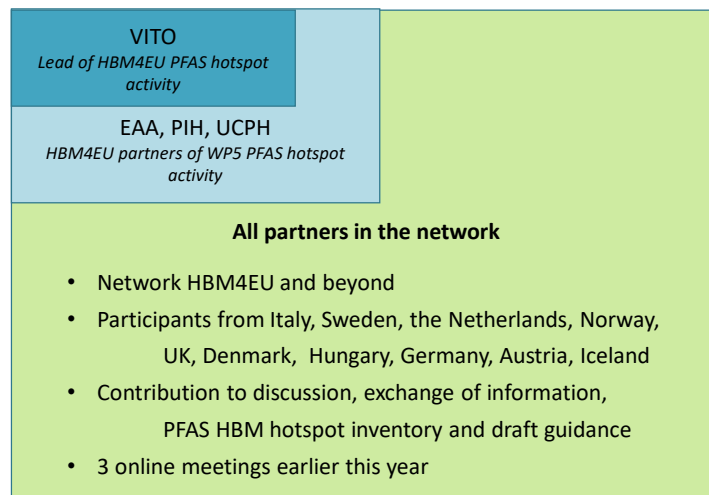 VITO
Lead of HBM4EU PFAS hotspot
activity
EAA, PIH, UCPH
HBM4EU partners of WP5 PFAS hotspot
activity
All partners in the network
• Network HBM4EU and beyond
• Participants from Italy, Sweden, the Netherlands, Norway,
UK, Denmark, Hungary, Germany, Austria, Iceland
• Contribution to discussion, exchange of information,
PFAS HBM hotspot inventory and draft guidance
• 3 online meetings earlier this year